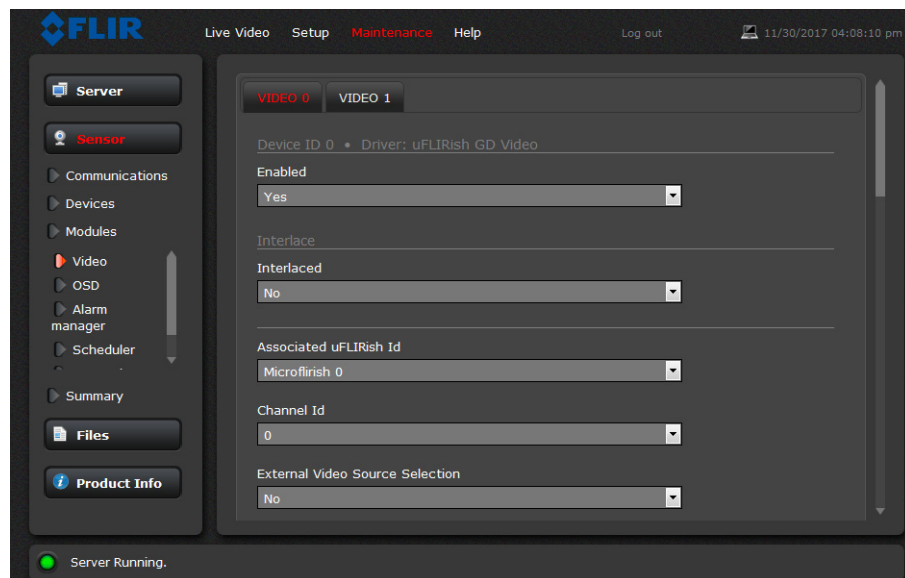 FLIR
Live Video Setup Maintenance Help Log out 11/30/2017 04:08:10 pm
Server
Sensor
Communications
Devices
Modules
Video
OSD
Alarm
manager
Scheduler
Summary
Files
Product Info
VIDEO 0 VIDEO 1
Device ID 0 • Driver: uFLIRish GD Video
Enabled
Yes
Interlace
Interlaced
No
Associated uFLIRish Id
Microflirish 0
Channel Id
0
External Video Source Selection
No
Server Running.